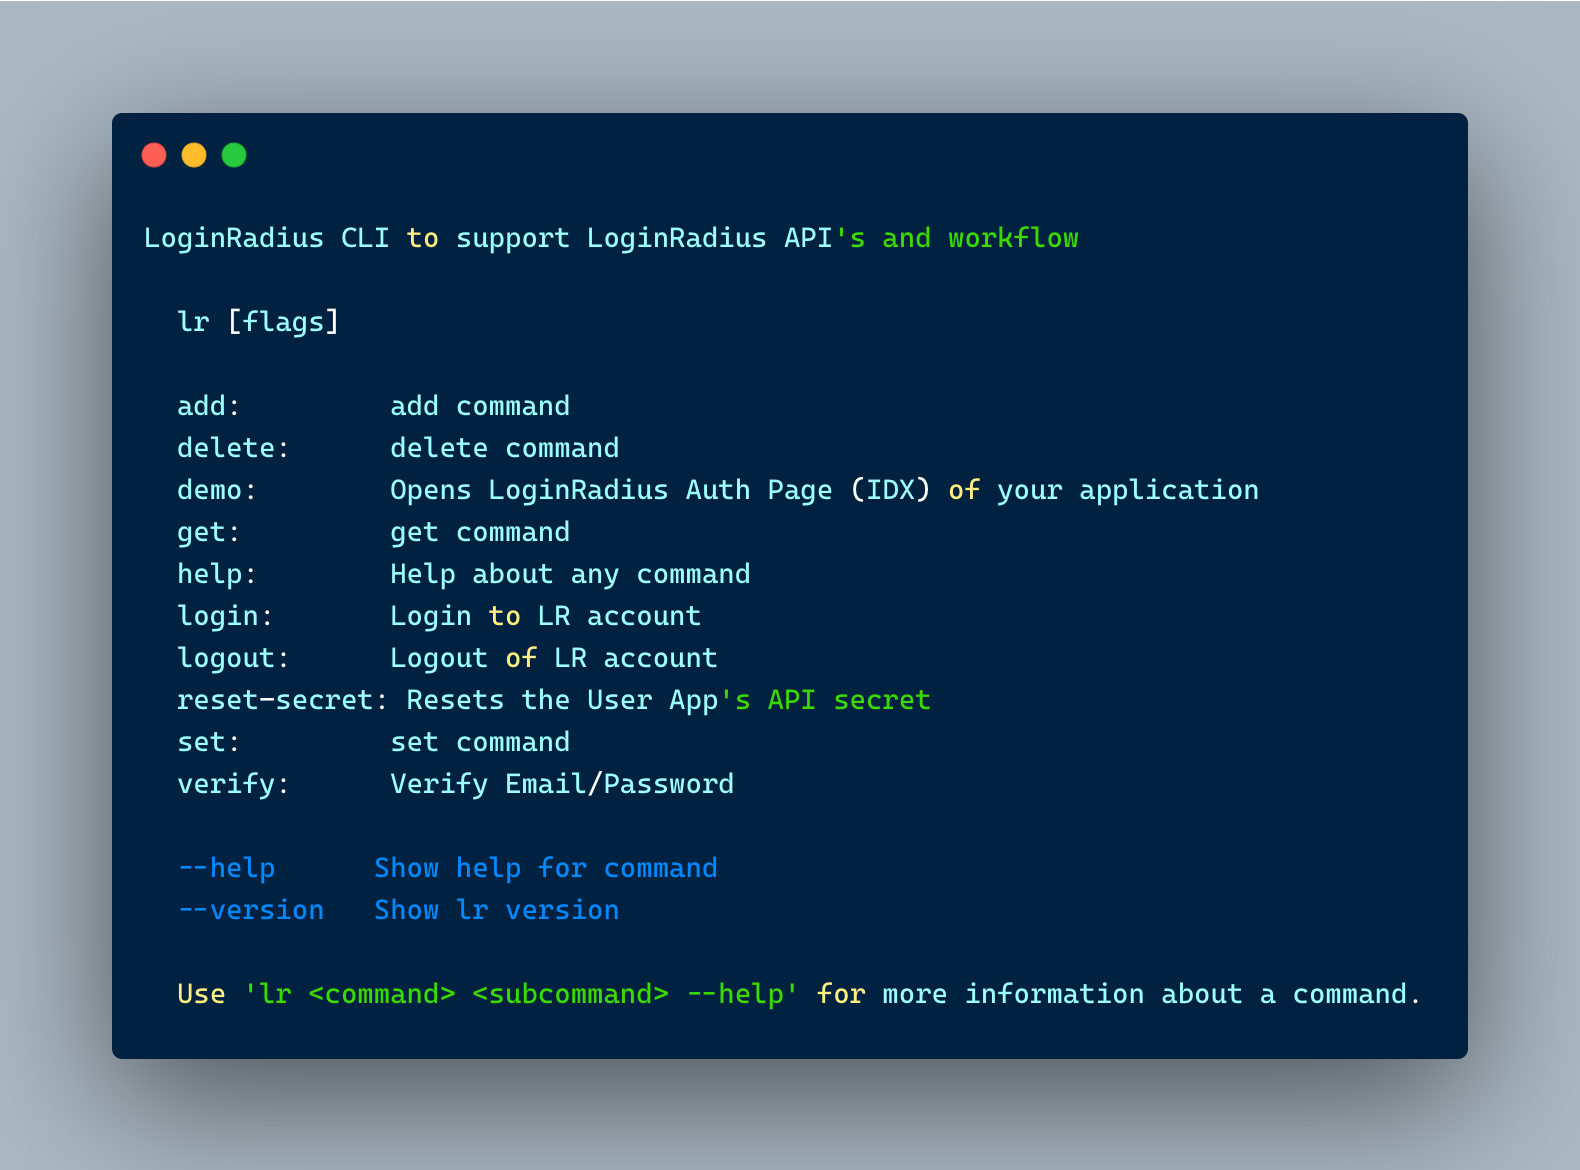 LoginRadius CLI to support LoginRadius API's and workflow
lr [flags]
add: add command
delete: delete command
demo: Opens LoginRadius Auth Page (IDX) of your application
get: get command
help: Help about any command
login: Login to LR account
logout: Logout of LR account
reset-secret: Resets the User App's API secret
set: set command
verify: Verify Email/Password
--help Show help for command
--version Show lr version
Use 'lr <command> <subcommand> --help' for more information about a command.